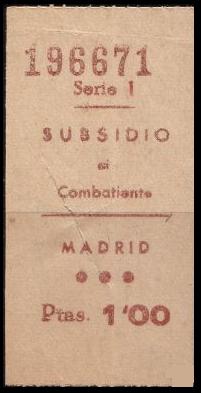 196671
Serie 1
SUBSIDIO
al
Combatiente
MADRID
Ptas. 1'00